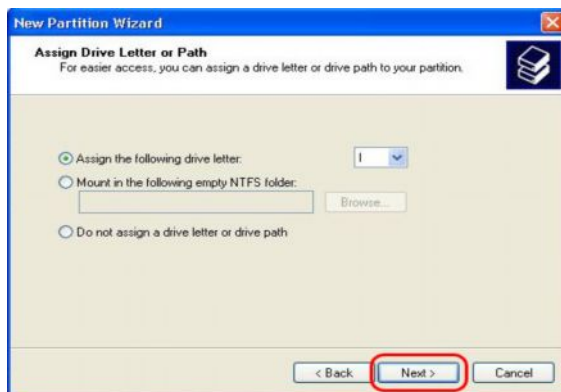 New Partition Wizard
Assign Drive Letter or Path
For easier access, you can assign a drive letter or drive path to your partition.
Assign the following drive letter: I
Mount in the following empty NTFS folder:
Browse...
Do not assign a drive letter or drive path
< Back Next > Cancel